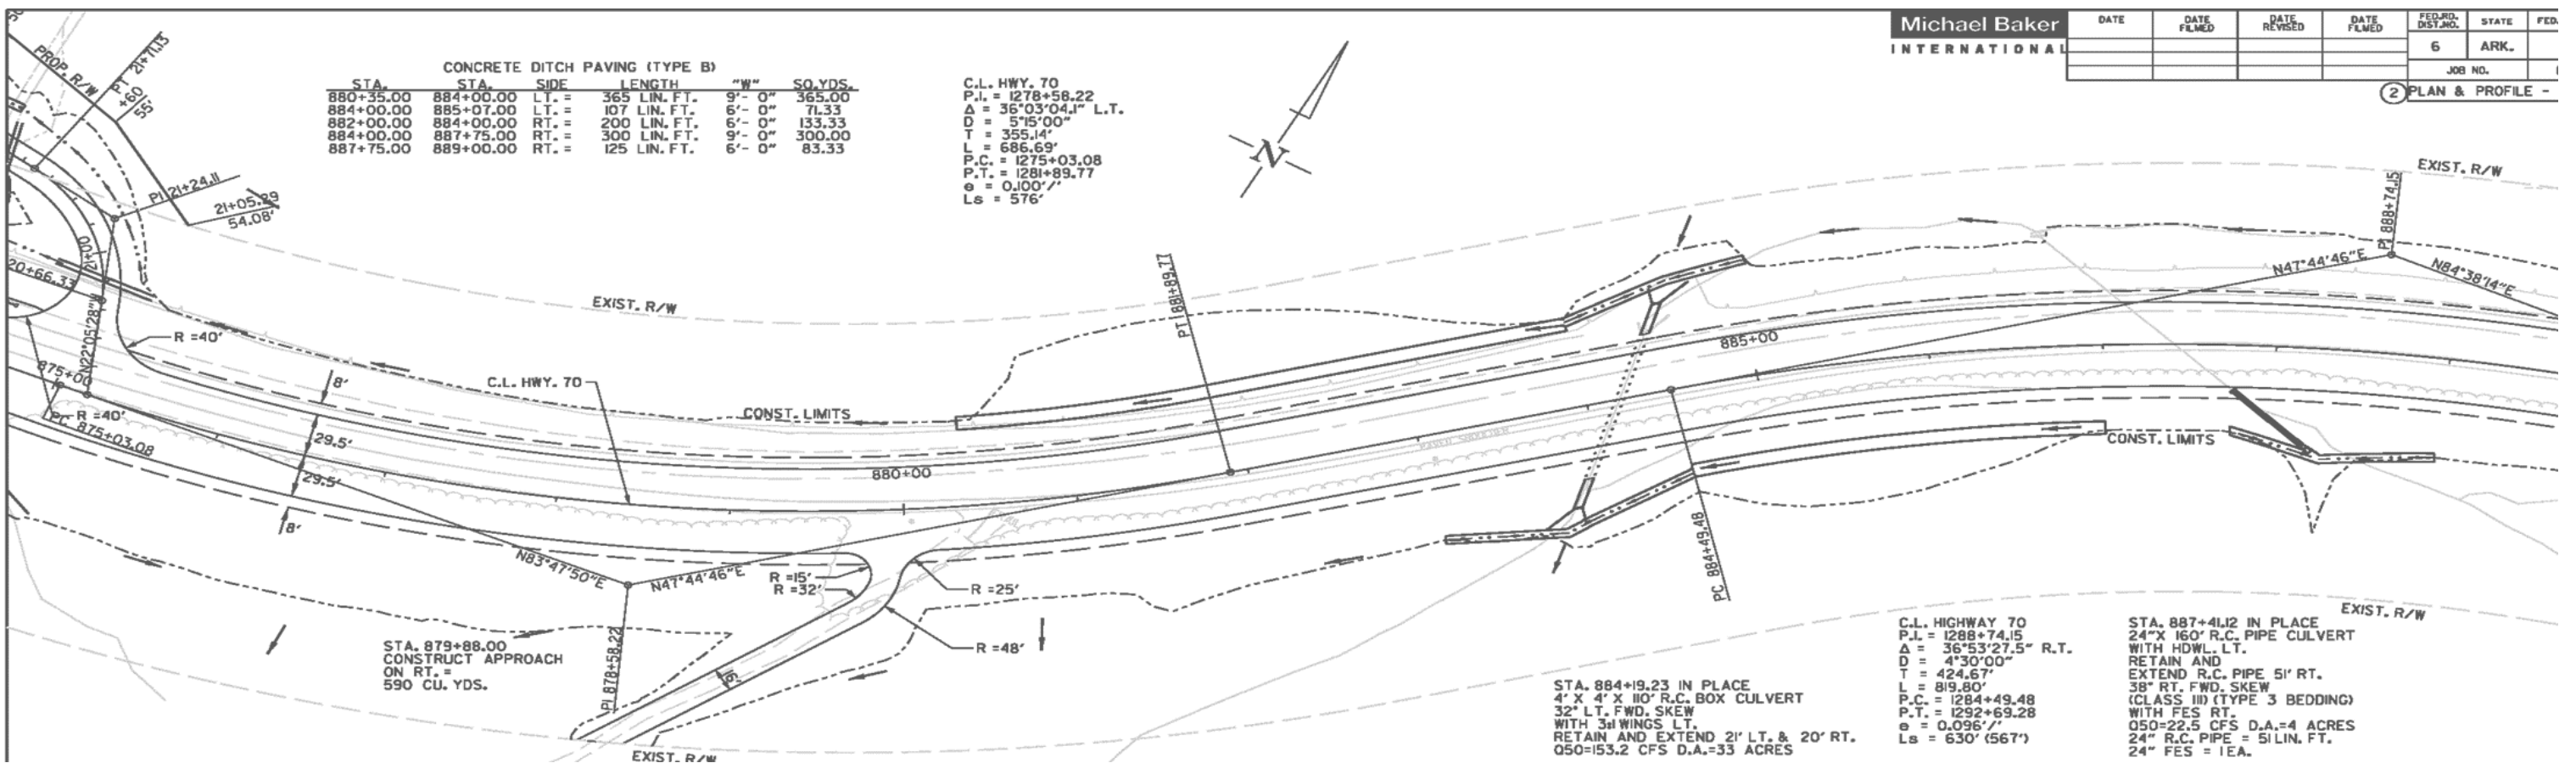 Michael Baker
INTERNATIONAL
DATE
DATE FILMED
DATE REVISED
DATE FILMED
FED.RD. DIST.NO.
STATE
FED.
6
ARK.
JOB NO.
2 PLAN & PROFILE -
CONCRETE DITCH PAVING (TYPE B)
STA. STA. SIDE LENGTH "W" SQ.YDS.
880+35.00 884+00.00 LT. = 365 LIN. FT. 9'- 0" 365.00
884+00.00 885+07.00 LT. = 107 LIN. FT. 6'- 0" 71.33
882+00.00 884+00.00 RT. = 200 LIN. FT. 6'- 0" 133.33
884+00.00 887+75.00 RT. = 300 LIN. FT. 9'- 0" 300.00
887+75.00 889+00.00 RT. = 125 LIN. FT. 6'- 0" 83.33
C.L. HWY. 70
P.I. = 1278+58.22
Δ = 36°03'04.1" L.T.
D = 5°15'00"
T = 355.14'
L = 686.69'
P.C. = 1275+03.08
P.T. = 1281+89.77
e = 0.100'/'
Ls = 576'
N
PROP. R/W
PT 21+71.13
+60
55'
PI 21+24.11
21+05.29
54.08'
21+00
20+66.33
N22°05'28"W
875+00
R =40'
PC 875+03.08
R =40'
8'
29.5'
29.5'
8'
EXIST. R/W
C.L. HWY. 70
CONST. LIMITS
880+00
PT 881+89.77
885+00
EXIST. R/W
PI 888+74.15
N47°44'46"E
N84°38'14"E
PAVED SHOULDER
CONST. LIMITS
PC 884+49.48
N83°47'50"E
N47°44'46"E
PI 878+58.22
R =15'
R =32'
R =25'
R =48'
16'
STA. 879+88.00
CONSTRUCT APPROACH
ON RT. =
590 CU. YDS.
EXIST. R/W
EXIST. R/W
STA. 884+19.23 IN PLACE
4' X 4' X 110' R.C. BOX CULVERT
32° LT. FWD. SKEW
WITH 3:1 WINGS LT.
RETAIN AND EXTEND 21' LT. & 20' RT.
Q50=153.2 CFS D.A.=33 ACRES
C.L. HIGHWAY 70
P.I. = 1288+74.15
Δ = 36°53'27.5" R.T.
D = 4°30'00"
T = 424.67'
L = 819.80'
P.C. = 1284+49.48
P.T. = 1292+69.28
e = 0.096'/'
Ls = 630' (567')
STA. 887+41.12 IN PLACE
24"X 160' R.C. PIPE CULVERT
WITH HDWL. LT.
RETAIN AND
EXTEND R.C. PIPE 51' RT.
38° RT. FWD. SKEW
(CLASS III) (TYPE 3 BEDDING)
WITH FES RT.
Q50=22.5 CFS D.A.=4 ACRES
24" R.C. PIPE = 51 LIN. FT.
24" FES = 1 EA.